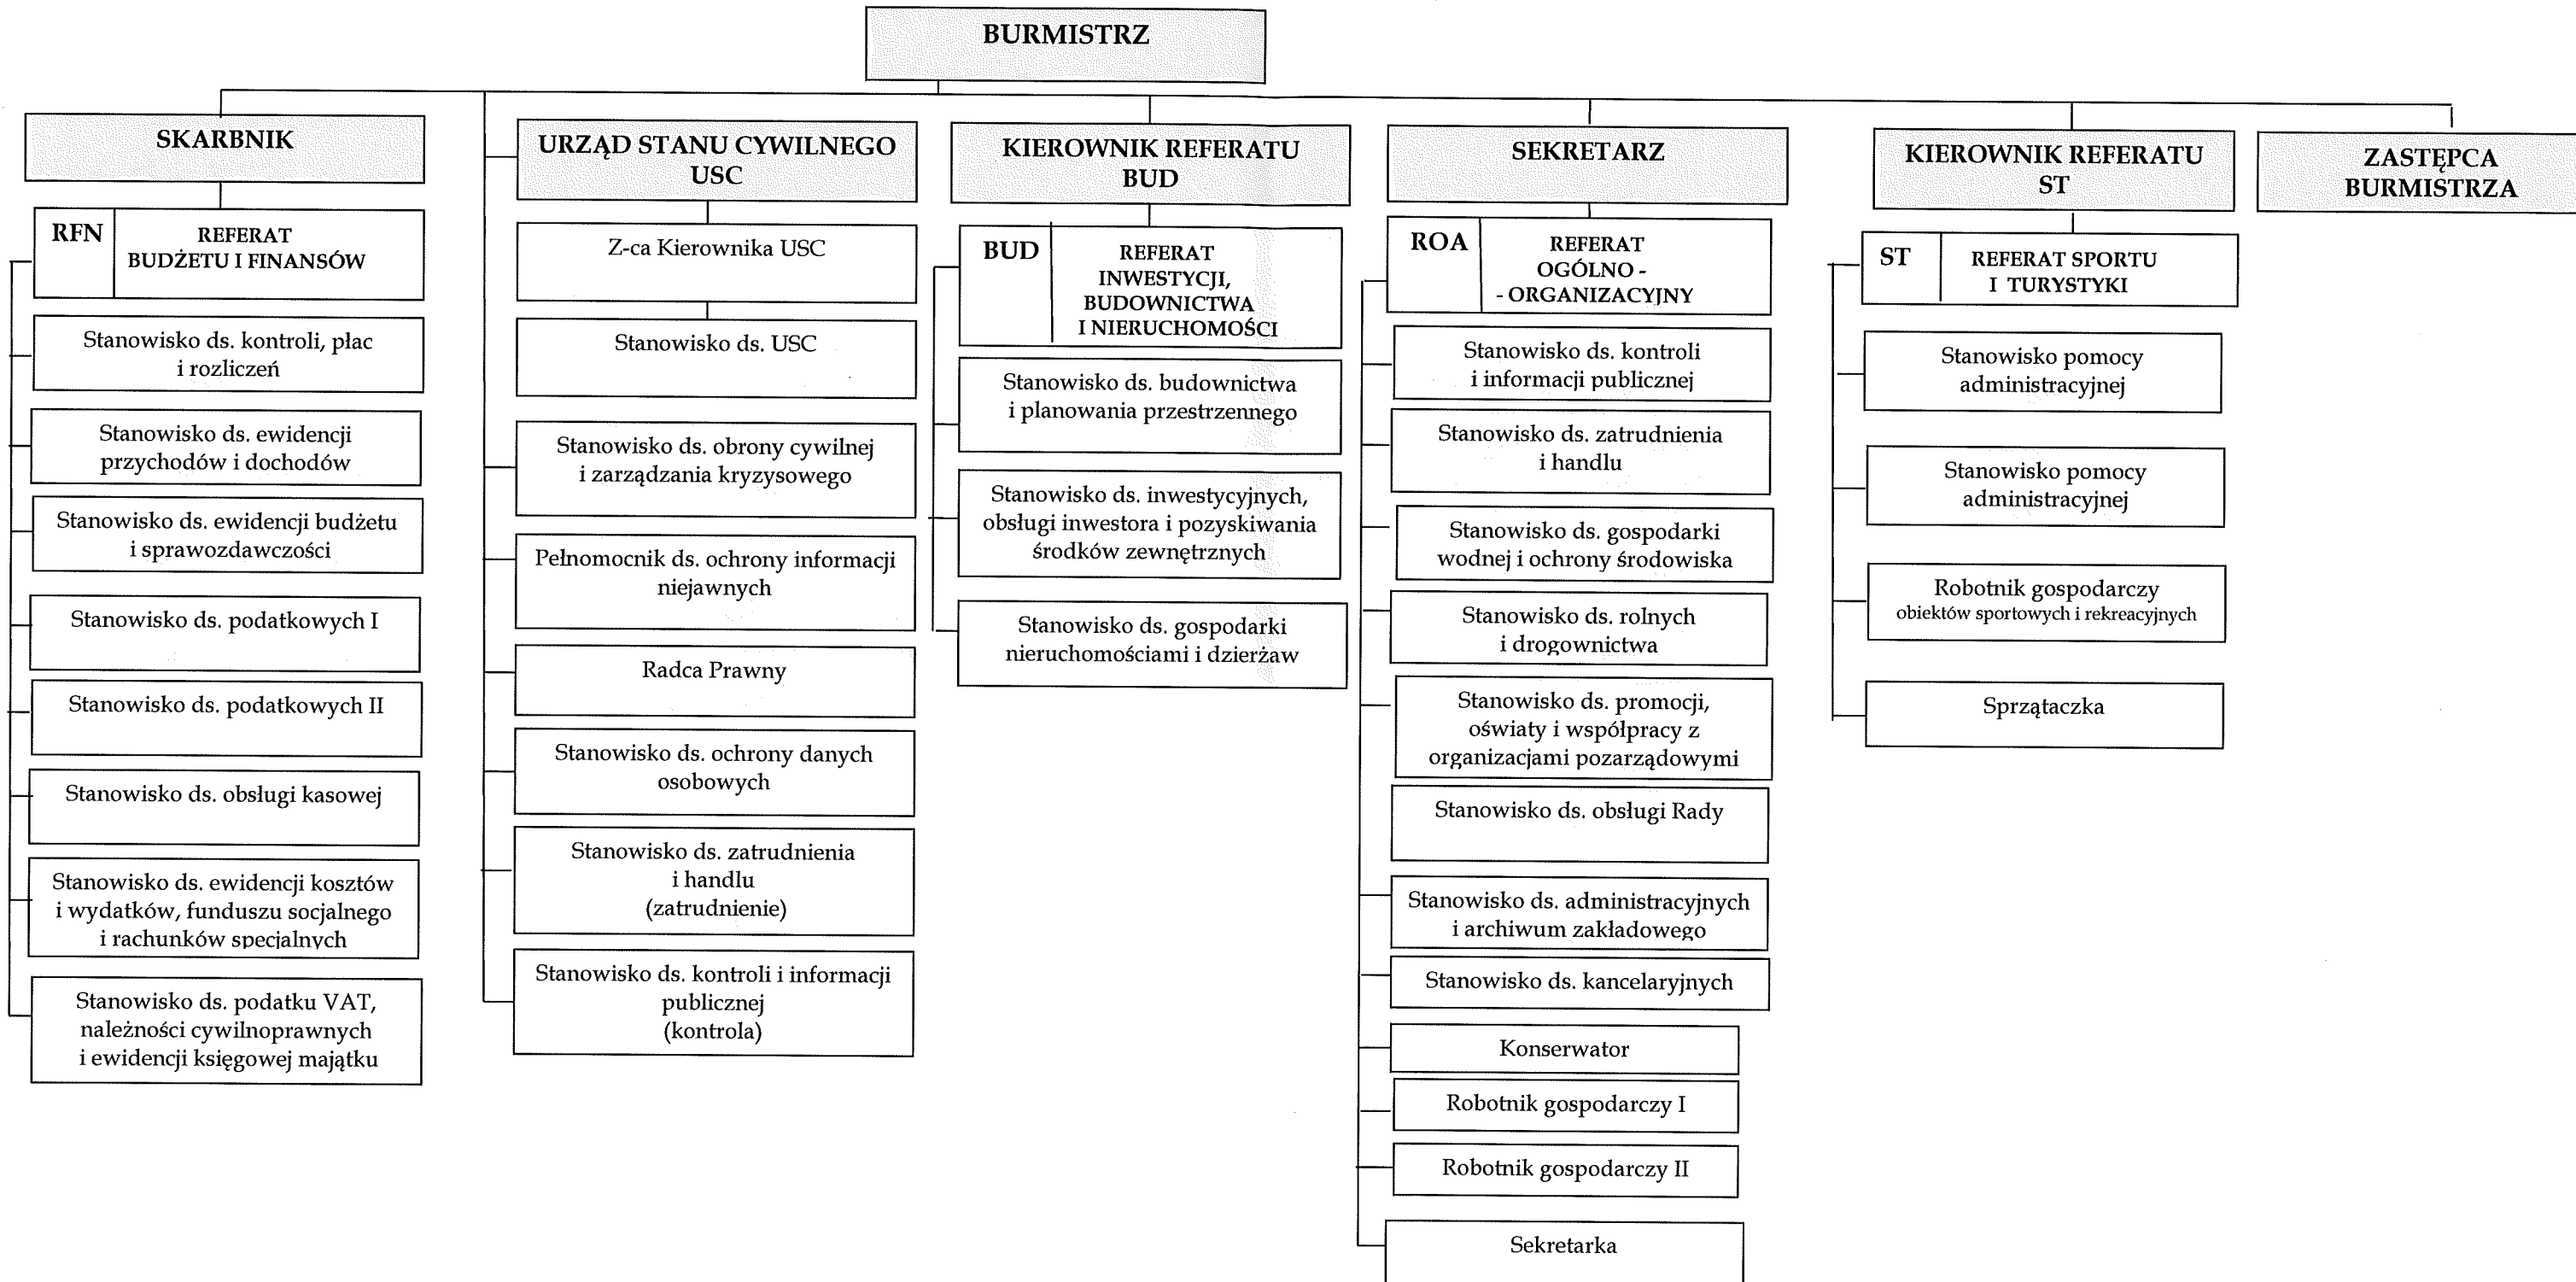 BURMISTRZ
SKARBNIK
RFN
REFERAT
BUDŻETU I FINANSÓW
Stanowisko ds. kontroli, płac
i rozliczeń
Stanowisko ds. ewidencji
przychodów i dochodów
Stanowisko ds. ewidencji budżetu
i sprawozdawczości
Stanowisko ds. podatkowych I
Stanowisko ds. podatkowych II
Stanowisko ds. obsługi kasowej
Stanowisko ds. ewidencji kosztów
i wydatków, funduszu socjalnego
i rachunków specjalnych
Stanowisko ds. podatku VAT,
należności cywilnoprawnych
i ewidencji księgowej majątku
URZĄD STANU CYWILNEGO
USC
Z-ca Kierownika USC
Stanowisko ds. USC
Stanowisko ds. obrony cywilnej
i zarządzania kryzysowego
Pełnomocnik ds. ochrony informacji
niejawnych
Radca Prawny
Stanowisko ds. ochrony danych
osobowych
Stanowisko ds. zatrudnienia
i handlu
(zatrudnienie)
Stanowisko ds. kontroli i informacji
publicznej
(kontrola)
KIEROWNIK REFERATU
BUD
BUD
REFERAT
INWESTYCJI,
BUDOWNICTWA
I NIERUCHOMOŚCI
Stanowisko ds. budownictwa
i planowania przestrzennego
Stanowisko ds. inwestycyjnych,
obsługi inwestora i pozyskiwania
środków zewnętrznych
Stanowisko ds. gospodarki
nieruchomościami i dzierżaw
SEKRETARZ
ROA
REFERAT
OGÓLNO -
- ORGANIZACYJNY
Stanowisko ds. kontroli
i informacji publicznej
Stanowisko ds. zatrudnienia
i handlu
Stanowisko ds. gospodarki
wodnej i ochrony środowiska
Stanowisko ds. rolnych
i drogownictwa
Stanowisko ds. promocji,
oświaty i współpracy z
organizacjami pozarządowymi
Stanowisko ds. obsługi Rady
Stanowisko ds. administracyjnych
i archiwum zakładowego
Stanowisko ds. kancelaryjnych
Konserwator
Robotnik gospodarczy I
Robotnik gospodarczy II
Sekretarka
KIEROWNIK REFERATU
ST
ST
REFERAT SPORTU
I TURYSTYKI
Stanowisko pomocy
administracyjnej
Stanowisko pomocy
administracyjnej
Robotnik gospodarczy
obiektów sportowych i rekreacyjnych
Sprzątaczka
ZASTĘPCA
BURMISTRZA